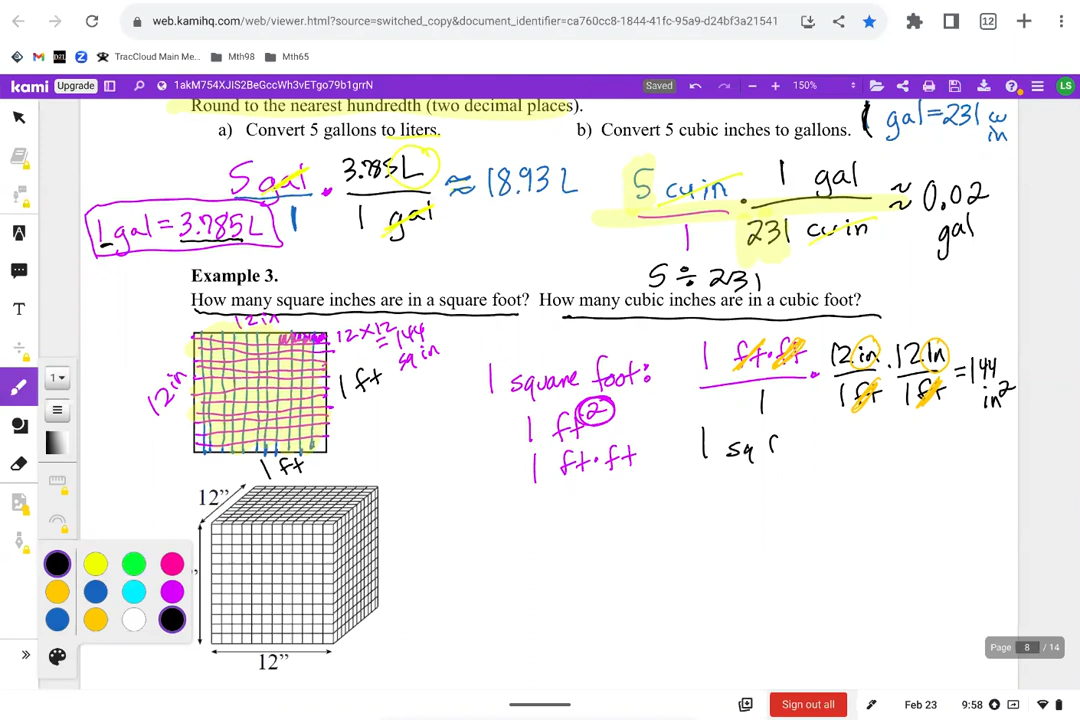 web.kamihq.com/web/viewer.html?source=switched_copy&document_identifier=ca760cc8-1844-41fc-95a9-d24bf3a21541
12
TracCloud Main Me...
Mth98
Mth65
kami
Upgrade
1akM754XJIS2BeGccWh3vETgo79b1grrN
Saved
150%
LS
Round to the nearest hundredth (two decimal places).
1 gal = 231 cu in
a) Convert 5 gallons to liters.
b) Convert 5 cubic inches to gallons.
5 gal / 1 · 3.785 L / 1 gal ≈ 18.93 L
1 gal = 3.785 L
5 cu in / 1 · 1 gal / 231 cu in ≈ 0.02 gal
5 ÷ 231
Example 3.
How many square inches are in a square foot? How many cubic inches are in a cubic foot?
12 in
12 in
12 × 12 = 144 sq in
1 ft
1 ft
1 square foot:
1 ft²
1 ft·ft
1 ft·ft / 1 · 12 in / 1 ft · 12 in / 1 ft = 144 in²
1 sq
12”
”
12”
T
1
Page 8 / 14
Sign out all
Feb 23
9:58